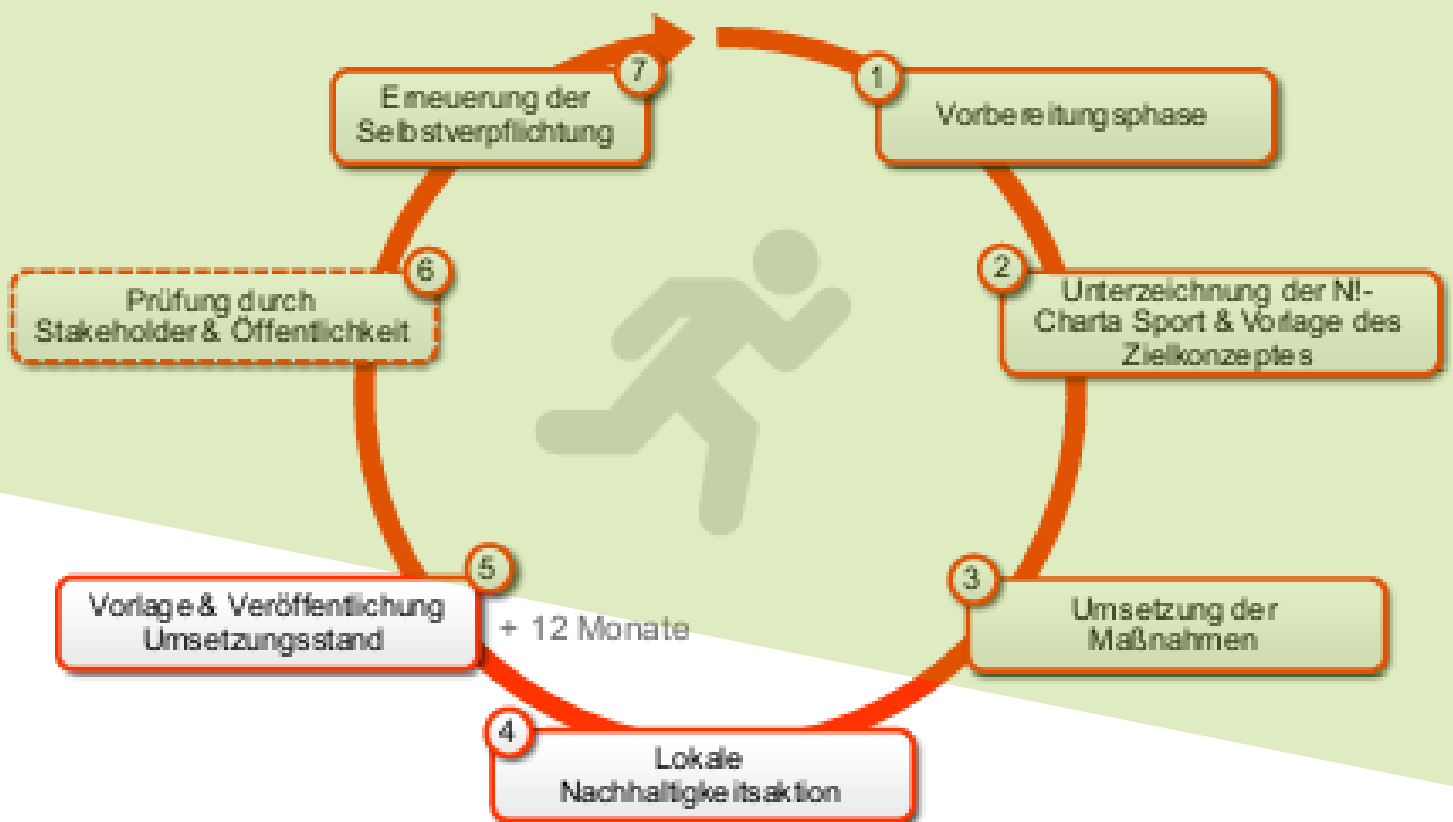 1
Vorbereitungsphase
2
Unterzeichnung der N!-
Charta Sport & Vorlage des
Zielkonzeptes
3
Umsetzung der
Maßnahmen
4
Lokale
Nachhaltigkeitsaktion
5
Vorlage & Veröffentlichung
Umsetzungsstand
+ 12 Monate
6
Prüfung durch
Stakeholder & Öffentlichkeit
7
Erneuerung der
Selbstverpflichtung